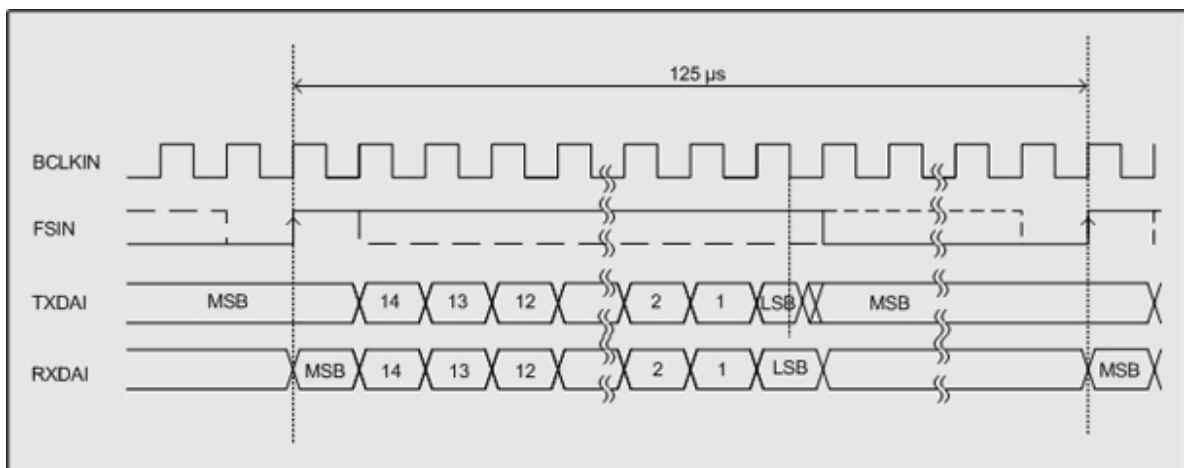 125 µs
BCLKIN
FSIN
TXDAI MSB 14 13 12 2 1 LSB MSB
RXDAI MSB 14 13 12 2 1 LSB MSB